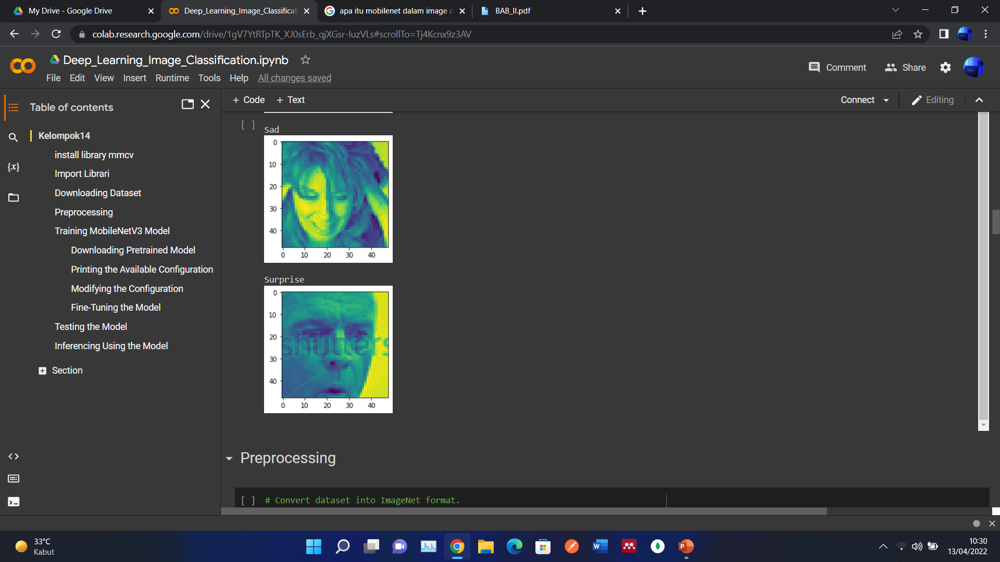 My Drive - Google Drive
Deep_Learning_Image_Classificat
apa itu mobilenet dalam image c
BAB_II.pdf
colab.research.google.com/drive/1gV7YtRTpTK_XJ0sErb_qjXGsr-IuzVLs#scrollTo=Tj4Kcnx9z3AV
Deep_Learning_Image_Classification.ipynb
Comment
Share
File Edit View Insert Runtime Tools Help All changes saved
Table of contents
+ Code + Text
Connect
Editing
Kelompok14
install library mmcv
Import Librari
Downloading Dataset
Preprocessing
Training MobileNetV3 Model
Downloading Pretrained Model
Printing the Available Configuration
Modifying the Configuration
Fine-Tuning the Model
Testing the Model
Inferencing Using the Model
Section
{x}
[ ]
Sad
0
10
20
30
40
0 10 20 30 40
Surprise
0
10
20
30
40
0 10 20 30 40
Preprocessing
[ ] # Convert dataset into ImageNet format.
33°C
Kabut
10:30
13/04/2022